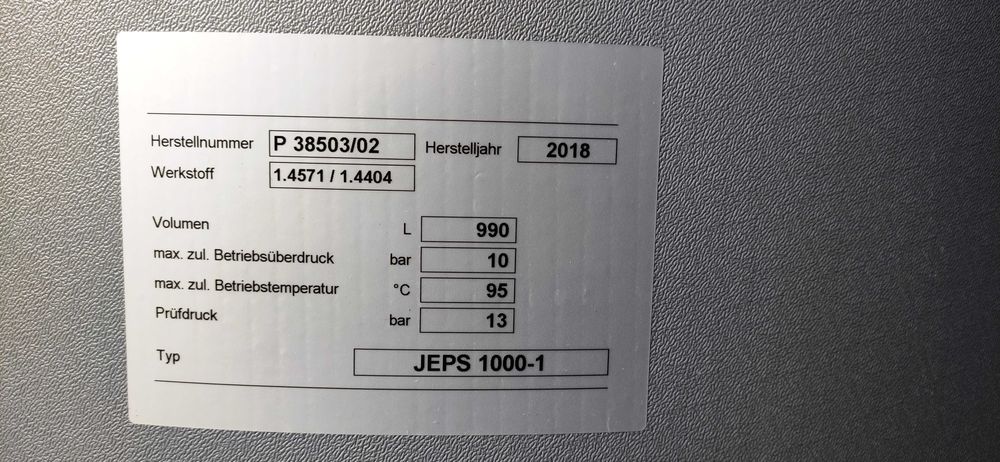 Herstellnummer P 38503/02 Herstelljahr 2018
Werkstoff 1.4571 / 1.4404
Volumen L 990
max. zul. Betriebsüberdruck bar 10
max. zul. Betriebstemperatur °C 95
Prüfdruck bar 13
Typ JEPS 1000-1